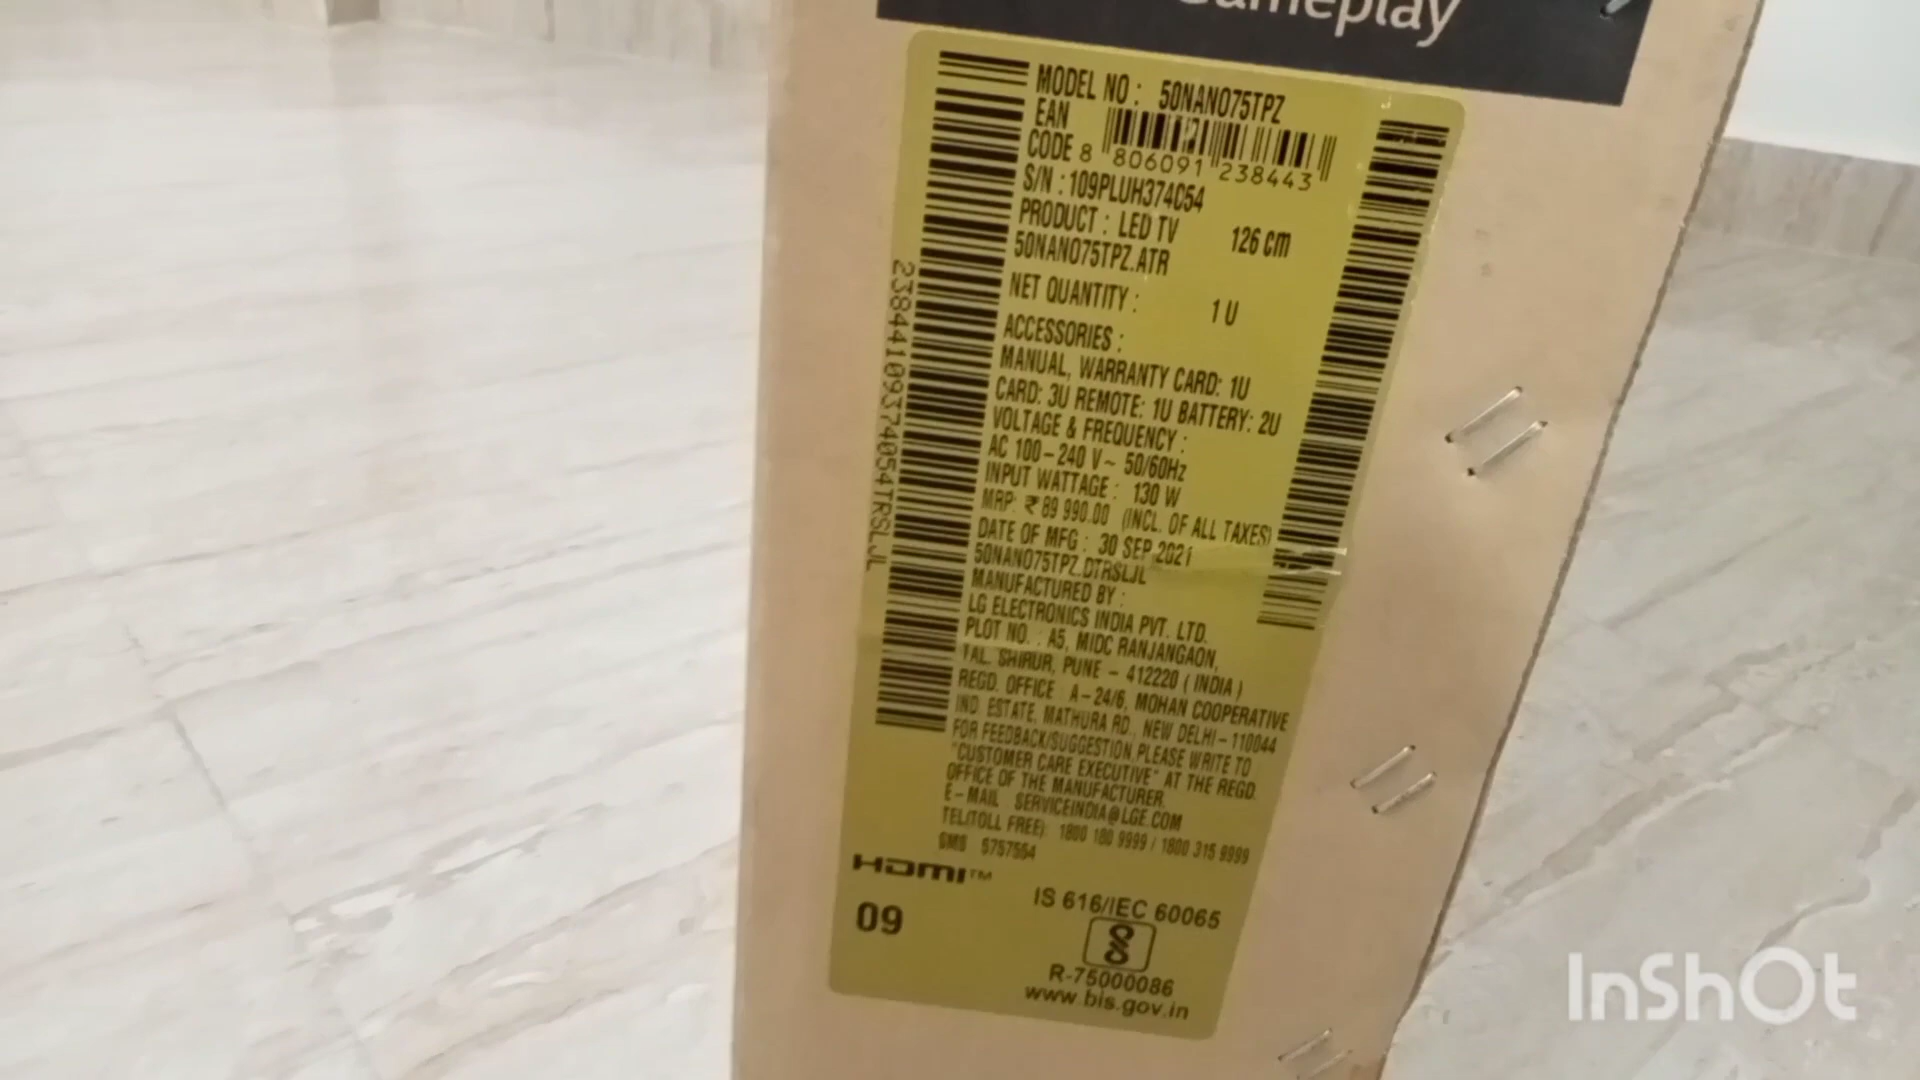 Gameplay
MODEL NO : 50NANO75TPZ
EAN
CODE 8 806091 238443
S/N : 109PLUH374054
PRODUCT : LED TV 126 cm
50NANO75TPZ.ATR
NET QUANTITY : 1 U
ACCESSORIES :
MANUAL, WARRANTY CARD: 1U
CARD: 3U REMOTE: 1U BATTERY: 2U
VOLTAGE & FREQUENCY :
AC 100-240 V~ 50/60Hz
INPUT WATTAGE : 130 W
MRP: ₹ 89 990.00 (INCL. OF ALL TAXES)
DATE OF MFG : 30 SEP 2021
50NANO75TPZ.DTRSLJL
MANUFACTURED BY :
LG ELECTRONICS INDIA PVT. LTD.
PLOT NO. : A5, MIDC RANJANGAON,
TAL. SHIRUR, PUNE - 412220 ( INDIA )
REGD. OFFICE A-24/6, MOHAN COOPERATIVE
IND. ESTATE, MATHURA RD., NEW DELHI-110044
FOR FEEDBACK/SUGGESTION PLEASE WRITE TO
"CUSTOMER CARE EXECUTIVE" AT THE REGD.
OFFICE OF THE MANUFACTURER.
E-MAIL SERVICEINDIA@LGE.COM
TEL(TOLL FREE): 1800 180 9999 / 1800 315 9999
SMS 5757554
23844109374054TRSLJL
HDMI™
09
IS 616/IEC 60065
R-75000086
www.bis.gov.in
InShOt